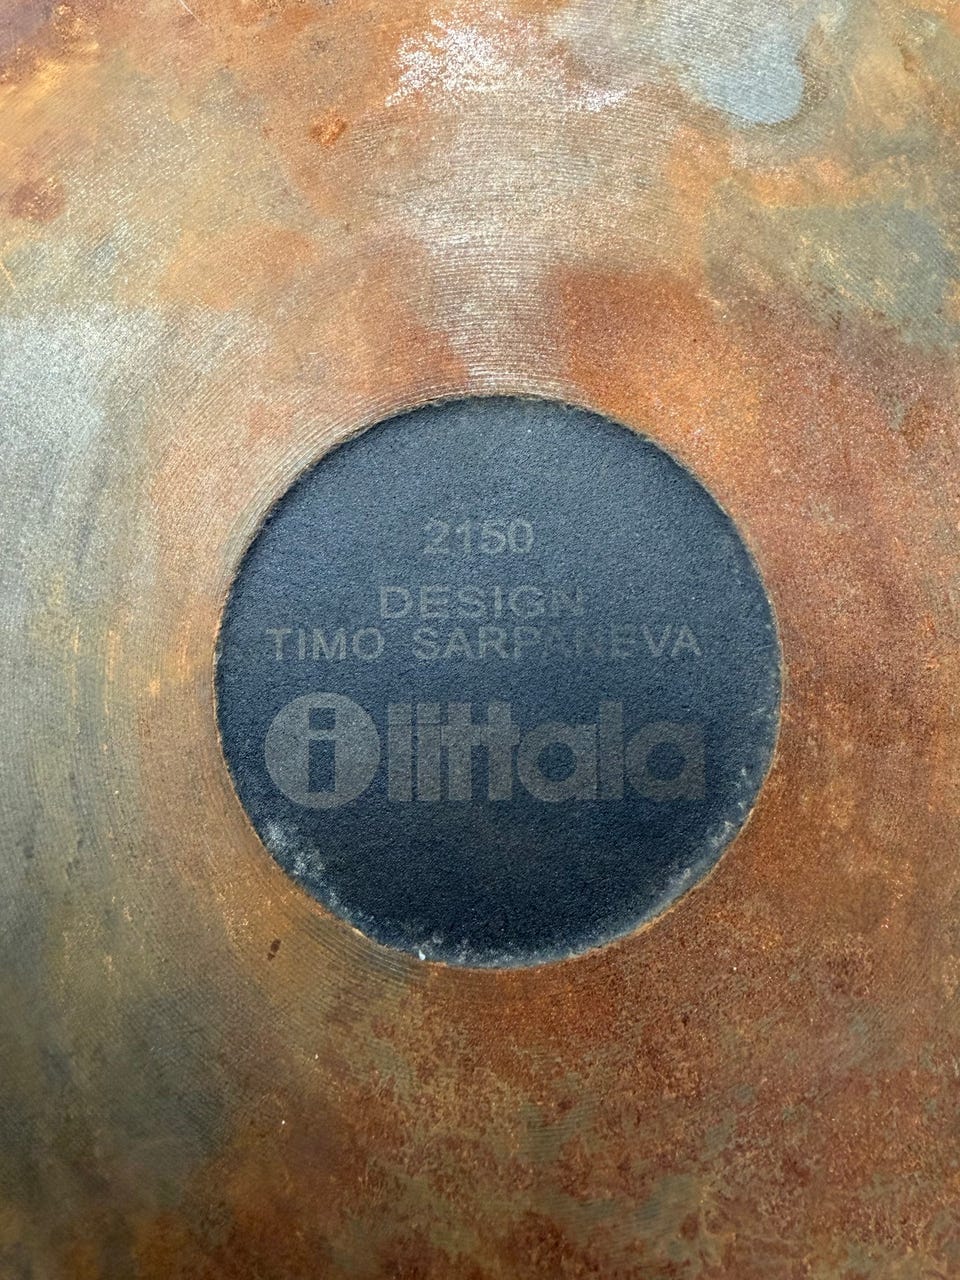 2150
DESIGN
TIMO SARPANEVA
i iittala